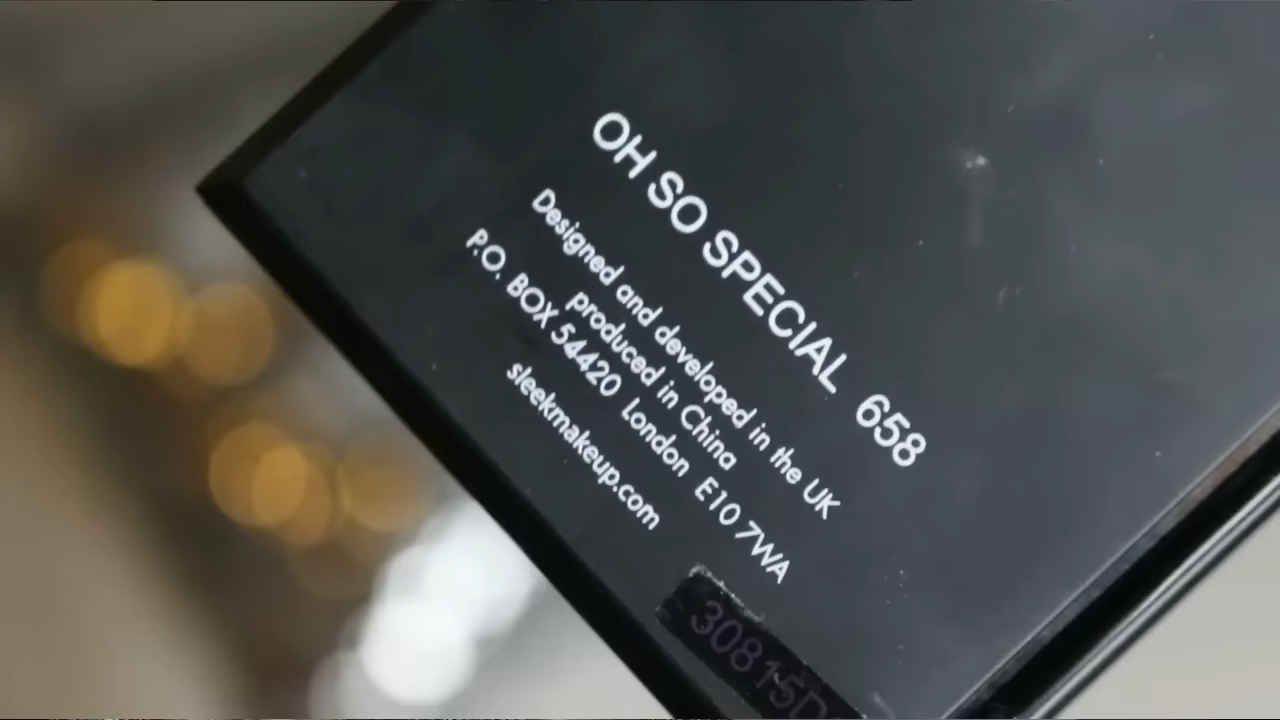 OH SO SPECIAL 658
Designed and developed in the UK
produced in China
P.O. BOX 54420 London E10 7WA
sleekmakeup.com
30815D